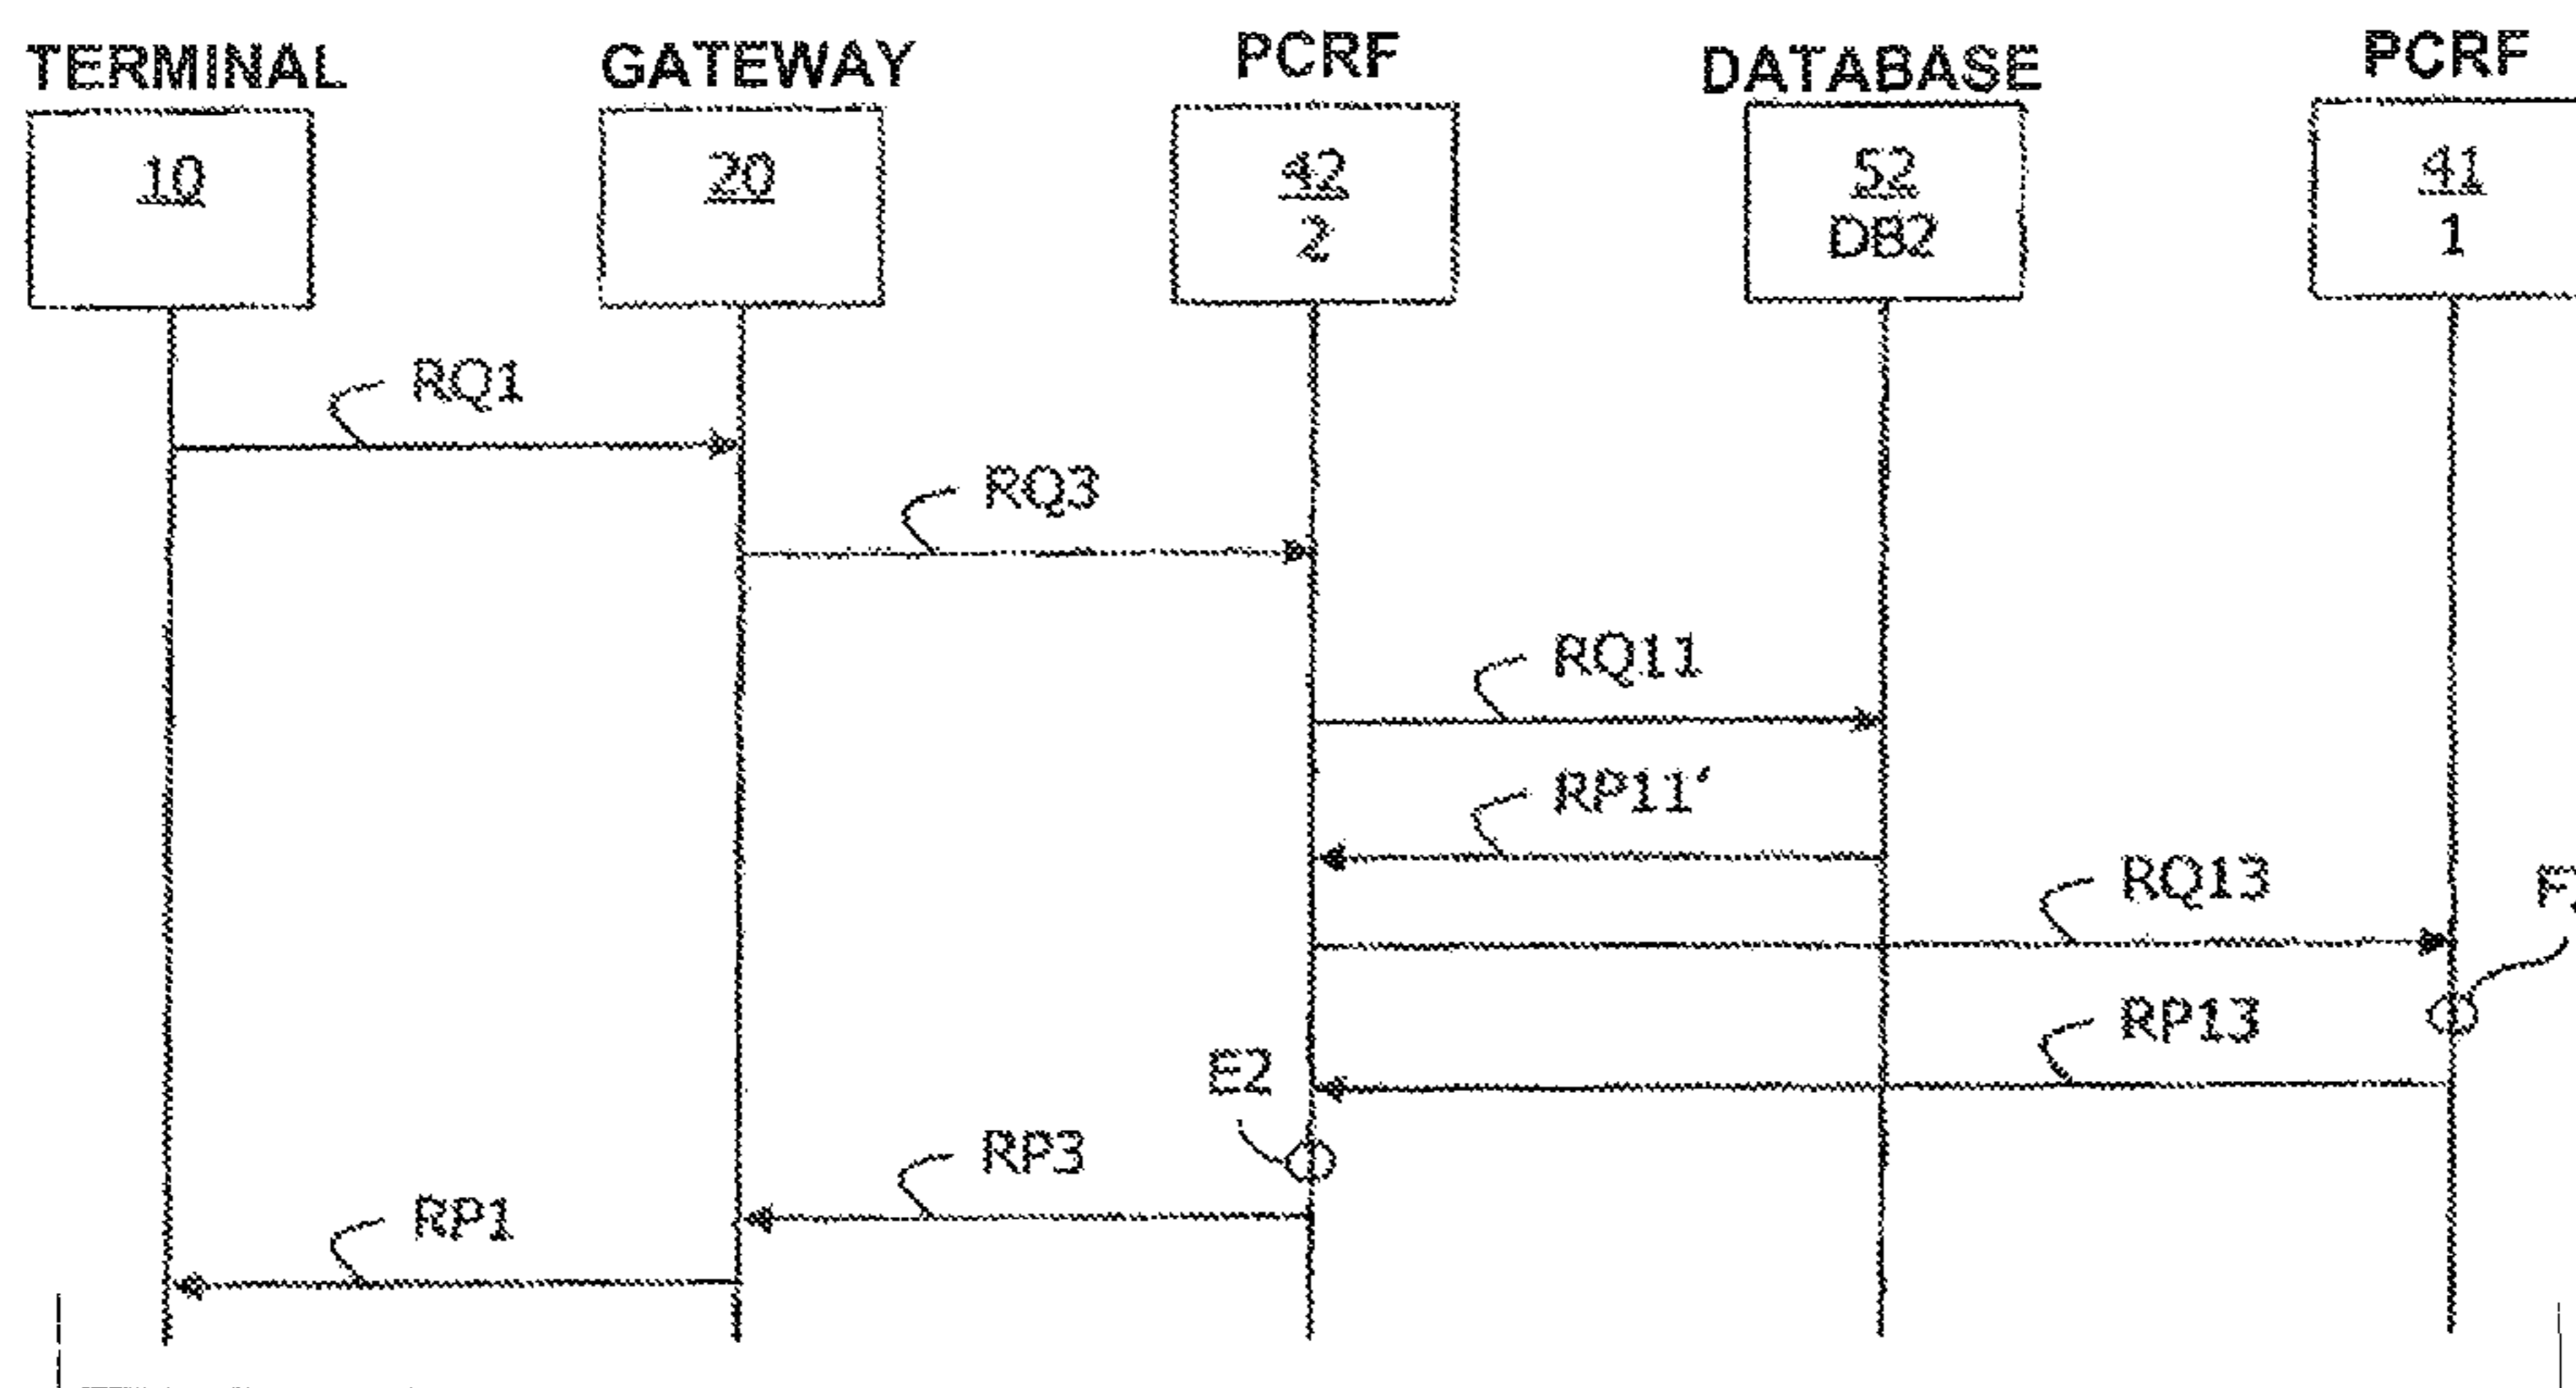 TERMINAL GATEWAY PCRF DATABASE PCRF
10 20 42 52 41
2 DB2 1
RQ1
RQ3
RQ11
RP11‘
RQ13
RP13
E2
RP3
RP1